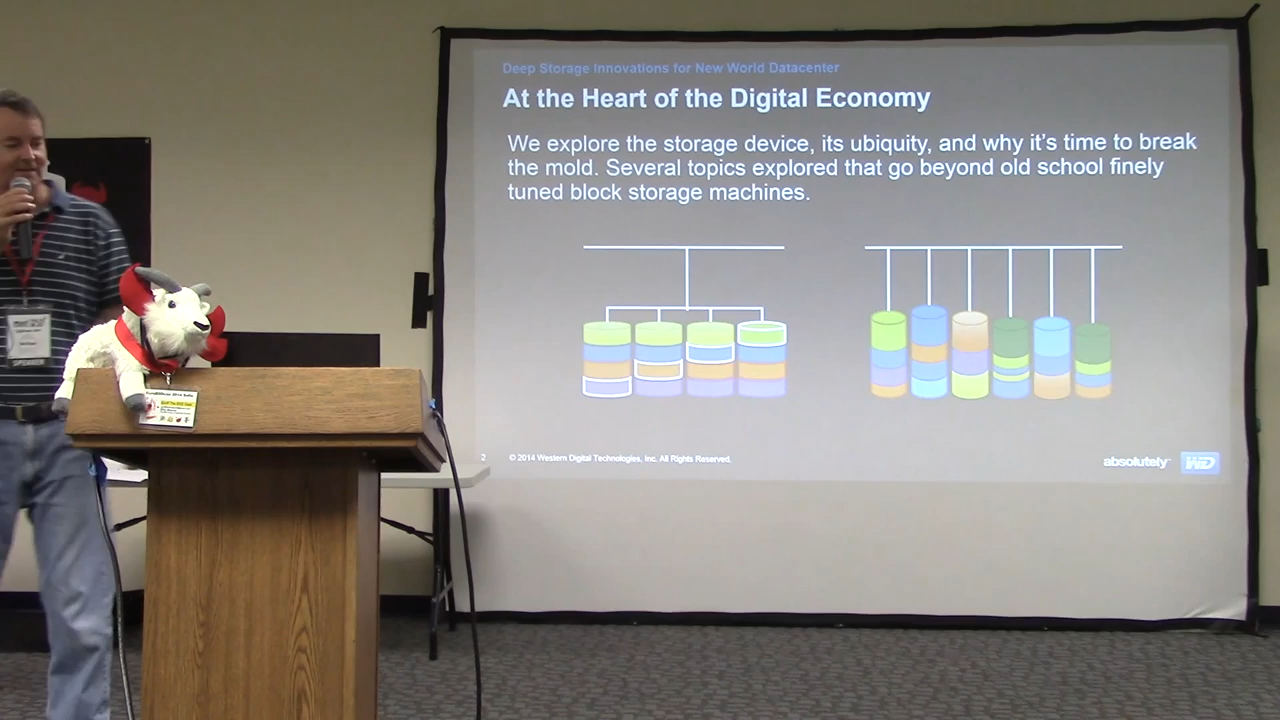 Deep Storage Innovations for New World Datacenter
At the Heart of the Digital Economy
We explore the storage device, its ubiquity, and why it's time to break
the mold. Several topics explored that go beyond old school finely
tuned block storage machines.
2 © 2014 Western Digital Technologies, Inc. All Rights Reserved.
absolutely™ WD
SPEAKER